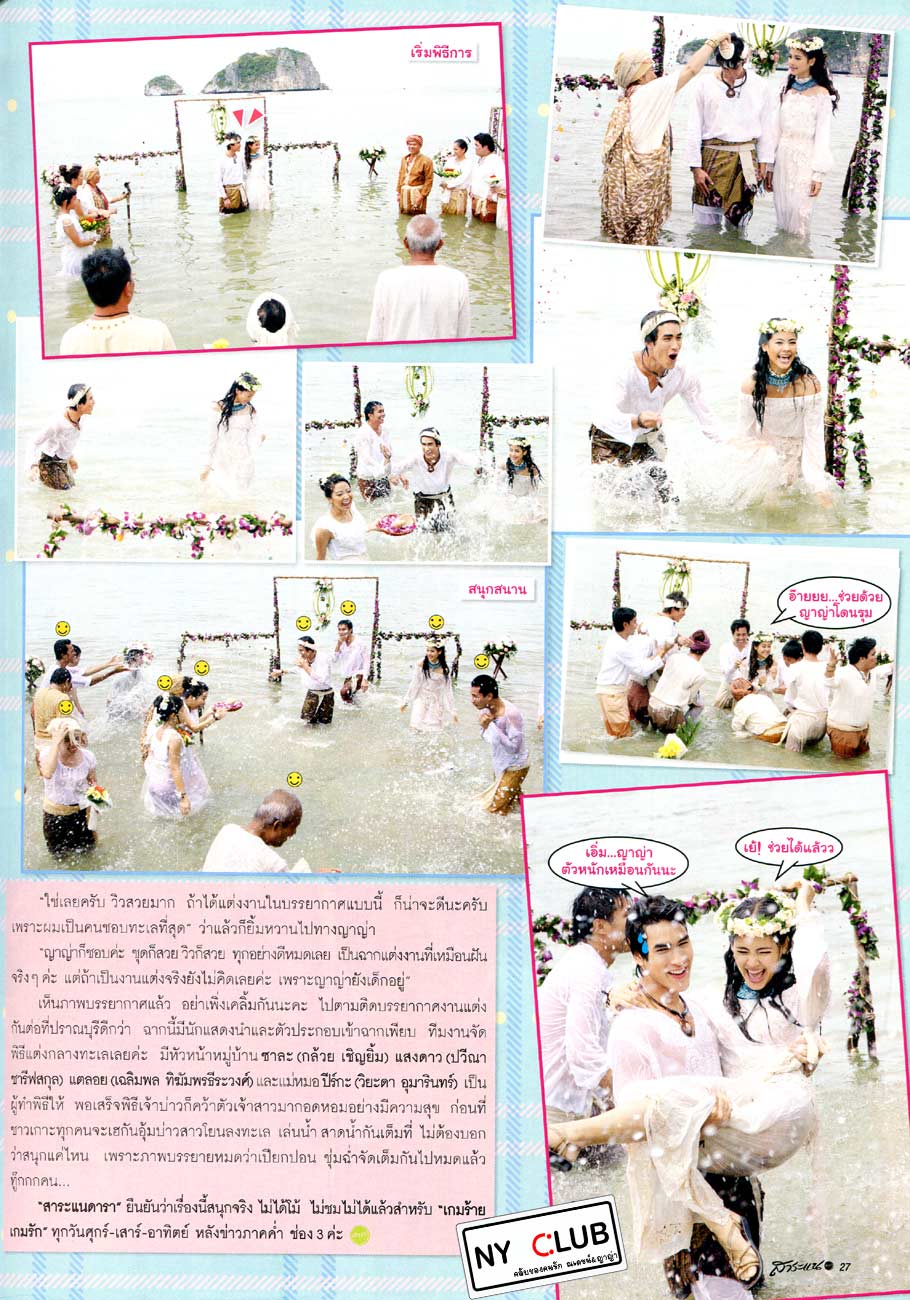 เริ่มพิธีการ
สนุกสนาน
อ๊ายยย...ช่วยด้วย
ญาญ่าโดนรุม
เอิ่ม...ญาญ่า
ตัวหนักเหมือนกันนะ
เย้! ช่วยได้แล้วว
"ใช่เลยครับ วิวสวยมาก ถ้าได้แต่งงานในบรรยากาศแบบนี้ ก็น่าจะดีนะครับ
เพราะผมเป็นคนชอบทะเลที่สุด" ว่าแล้วก็ยิ้มหวานไปทางญาญ่า
"ญาญ่าก็ชอบค่ะ ชุดก็สวย วิวก็สวย ทุกอย่างดีหมดเลย เป็นฉากแต่งงานที่เหมือนฝัน
จริงๆ ค่ะ แต่ถ้าเป็นงานแต่งจริงยังไม่คิดเลยค่ะ เพราะญาญ่ายังเด็กอยู่"
เห็นภาพบรรยากาศแล้ว อย่าเพิ่งเคลิ้มกันนะคะ ไปตามติดบรรยากาศงานแต่ง
กันต่อที่ปราณบุรีดีกว่า ฉากนี้มีนักแสดงนำและตัวประกอบเข้าฉากเพียบ ทีมงานจัด
พิธีแต่งกลางทะเลเลยค่ะ มีหัวหน้าหมู่บ้าน ซาละ (กล้วย เชิญยิ้ม) แสงดาว (ปวีณา
ชารีฟสกุล) แตลอย (เฉลิมพล ทิฆัมพรธีระวงศ์) และแม่หมอ ปีร์กะ (วิยะดา อุมารินทร์) เป็น
ผู้ทำพิธีให้ พอเสร็จพิธีเจ้าบ่าวก็คว้าตัวเจ้าสาวมากอดหอมอย่างมีความสุข ก่อนที่
ชาวเกาะทุกคนจะเฮกันอุ้มบ่าวสาวโยนลงทะเล เล่นน้ำ สาดน้ำกันเต็มที่ ไม่ต้องบอก
ว่าสนุกแค่ไหน เพราะภาพบรรยายหมดว่าเปียกปอน ชุ่มฉ่ำจัดเต็มกันไปหมดแล้ว
ทู้กกกคน...
"สาระแนดารา" ยืนยันว่าเรื่องนี้สนุกจริง ไม่ได้โม้ ไม่ชมไม่ได้แล้วสำหรับ "เกมร้าย
เกมรัก" ทุกวันศุกร์-เสาร์-อาทิตย์ หลังข่าวภาคค่ำ ช่อง 3 ค่ะ
NY CLUB
คลับของคนรัก ณเดชน์&ญาญ่า
สาระแน 27